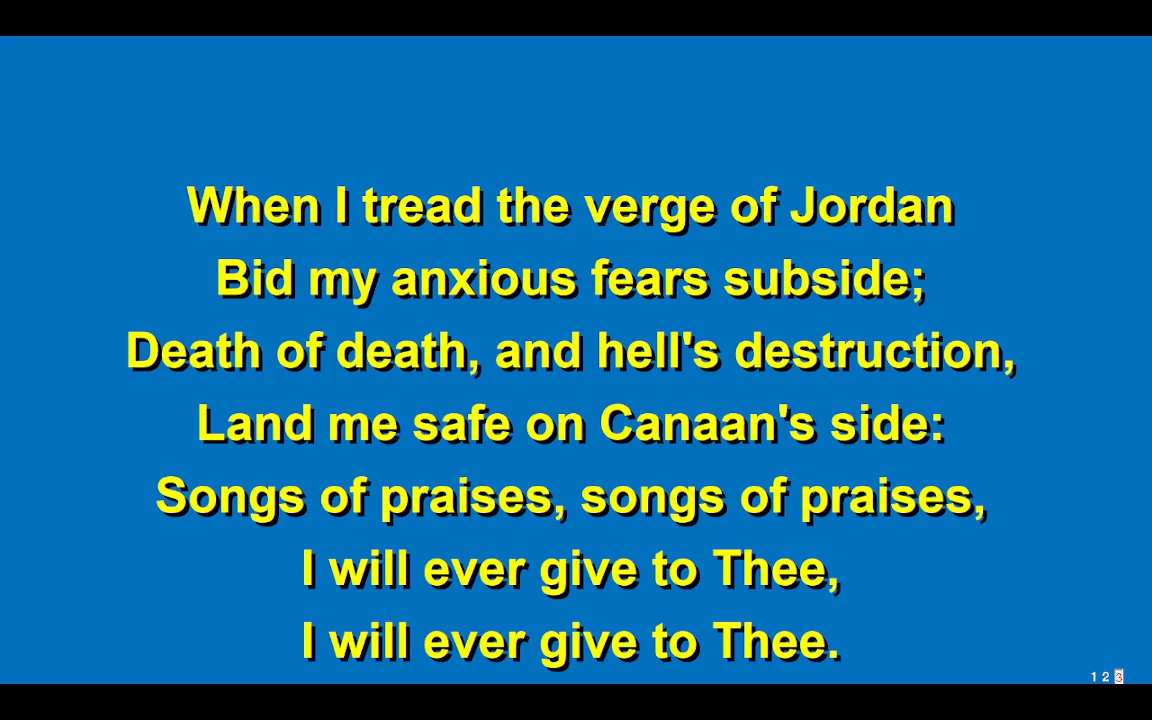 When I tread the verge of Jordan
Bid my anxious fears subside;
Death of death, and hell's destruction,
Land me safe on Canaan's side:
Songs of praises, songs of praises,
I will ever give to Thee,
I will ever give to Thee.
1 2 3